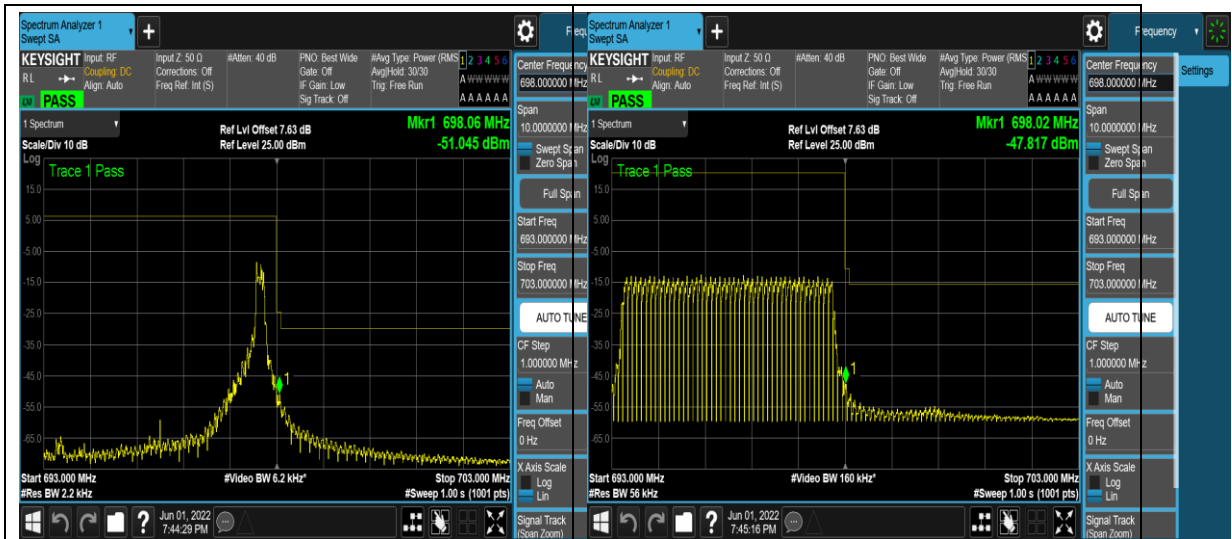 Spectrum Analyzer 1
Swept SA
+
KEYSIGHT
RL
Input: RF
Coupling: DC
Align: Auto
Input Z: 50 Ω
Corrections: Off
Freq Ref: Int (S)
#Atten: 40 dB
PNO: Best Wide
Gate: Off
IF Gain: Low
Sig Track: Off
#Avg Type: Power (RMS
Avg|Hold: 30/30
Trig: Free Run
1 2 3 4 5 6
A W W W W W
A A A A A A
PASS
1 Spectrum
Scale/Div 10 dB
Ref Lvl Offset 7.63 dB
Ref Level 25.00 dBm
Mkr1 698.06 MHz
-51.045 dBm
Log
Trace 1 Pass
15.0
5.00
-5.00
-15.0
-25.0
-35.0
-45.0
-55.0
-65.0
1
Start 693.000 MHz
#Res BW 2.2 kHz
#Video BW 6.2 kHz*
Stop 703.000 MHz
#Sweep 1.00 s (1001 pts)
?
Jun 01, 2022
7:44:29 PM
Frequ
Center Frequency
698.000000 MHz
Span
10.0000000 MHz
Swept Span
Zero Span
Full Span
Start Freq
693.000000 MHz
Stop Freq
703.000000 MHz
AUTO TUNE
CF Step
1.000000 MHz
Auto
Man
Freq Offset
0 Hz
X Axis Scale
Log
Lin
Signal Track
(Span Zoom)
Spectrum Analyzer 1
Swept SA
+
KEYSIGHT
RL
Input: RF
Coupling: DC
Align: Auto
Input Z: 50 Ω
Corrections: Off
Freq Ref: Int (S)
#Atten: 40 dB
PNO: Best Wide
Gate: Off
IF Gain: Low
Sig Track: Off
#Avg Type: Power (RMS
Avg|Hold: 30/30
Trig: Free Run
1 2 3 4 5 6
A W W W W W
A A A A A A
PASS
1 Spectrum
Scale/Div 10 dB
Ref Lvl Offset 7.63 dB
Ref Level 25.00 dBm
Mkr1 698.02 MHz
-47.817 dBm
Log
Trace 1 Pass
15.0
5.00
-5.00
-15.0
-25.0
-35.0
-45.0
-55.0
-65.0
1
Start 693.000 MHz
#Res BW 56 kHz
#Video BW 160 kHz*
Stop 703.000 MHz
#Sweep 1.00 s (1001 pts)
?
Jun 01, 2022
7:45:16 PM
Frequency
Settings
Center Frequency
698.000000 MHz
Span
10.0000000 MHz
Swept Span
Zero Span
Full Span
Start Freq
693.000000 MHz
Stop Freq
703.000000 MHz
AUTO TUNE
CF Step
1.000000 MHz
Auto
Man
Freq Offset
0 Hz
X Axis Scale
Log
Lin
Signal Track
(Span Zoom)